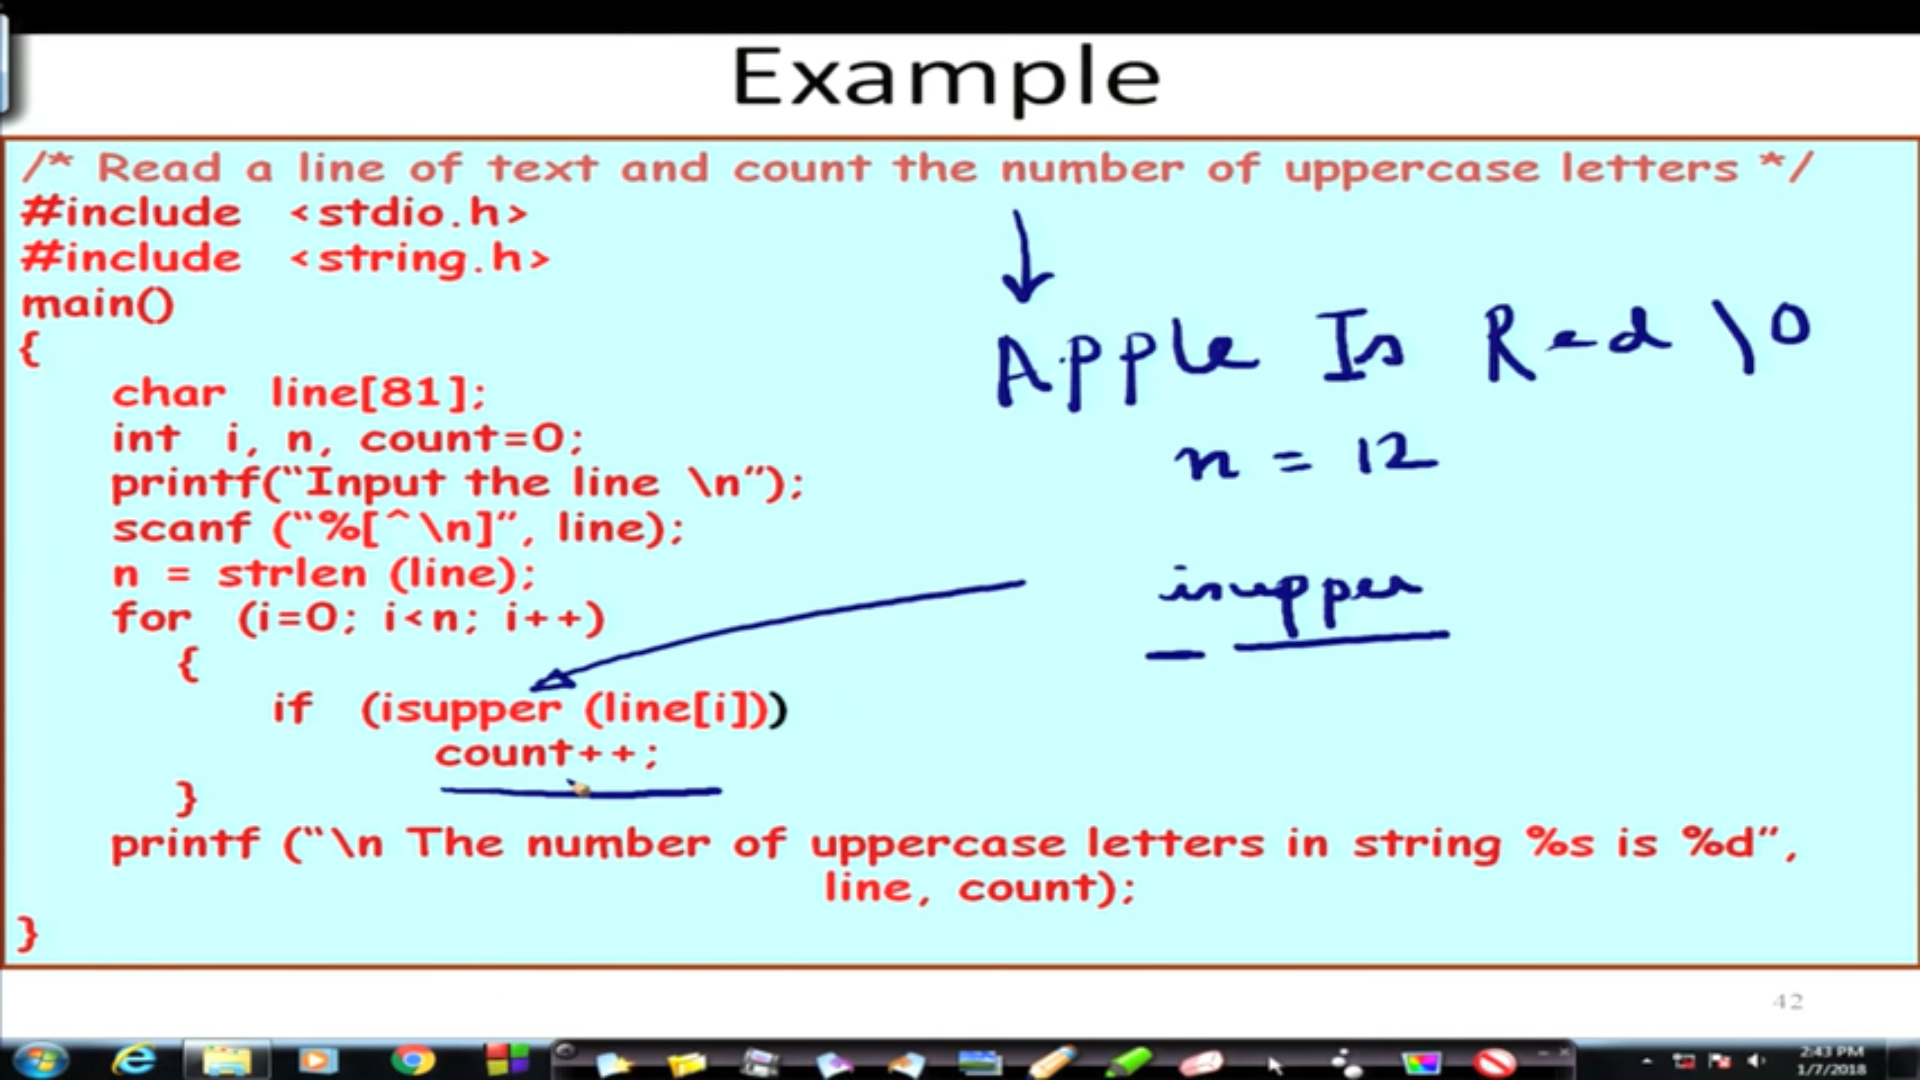 Example
/* Read a line of text and count the number of uppercase letters */
#include <stdio.h>
#include <string.h>
main()
{
char line[81];
int i, n, count=0;
printf(“Input the line \n”);
scanf (“%[^\n]”, line);
n = strlen (line);
for (i=0; i<n; i++)
{
if (isupper (line[i]))
count++;
}
printf (“\n The number of uppercase letters in string %s is %d”,
line, count);
}
Apple Is Red \0
n = 12
isupper
42
2:43 PM
1/7/2018